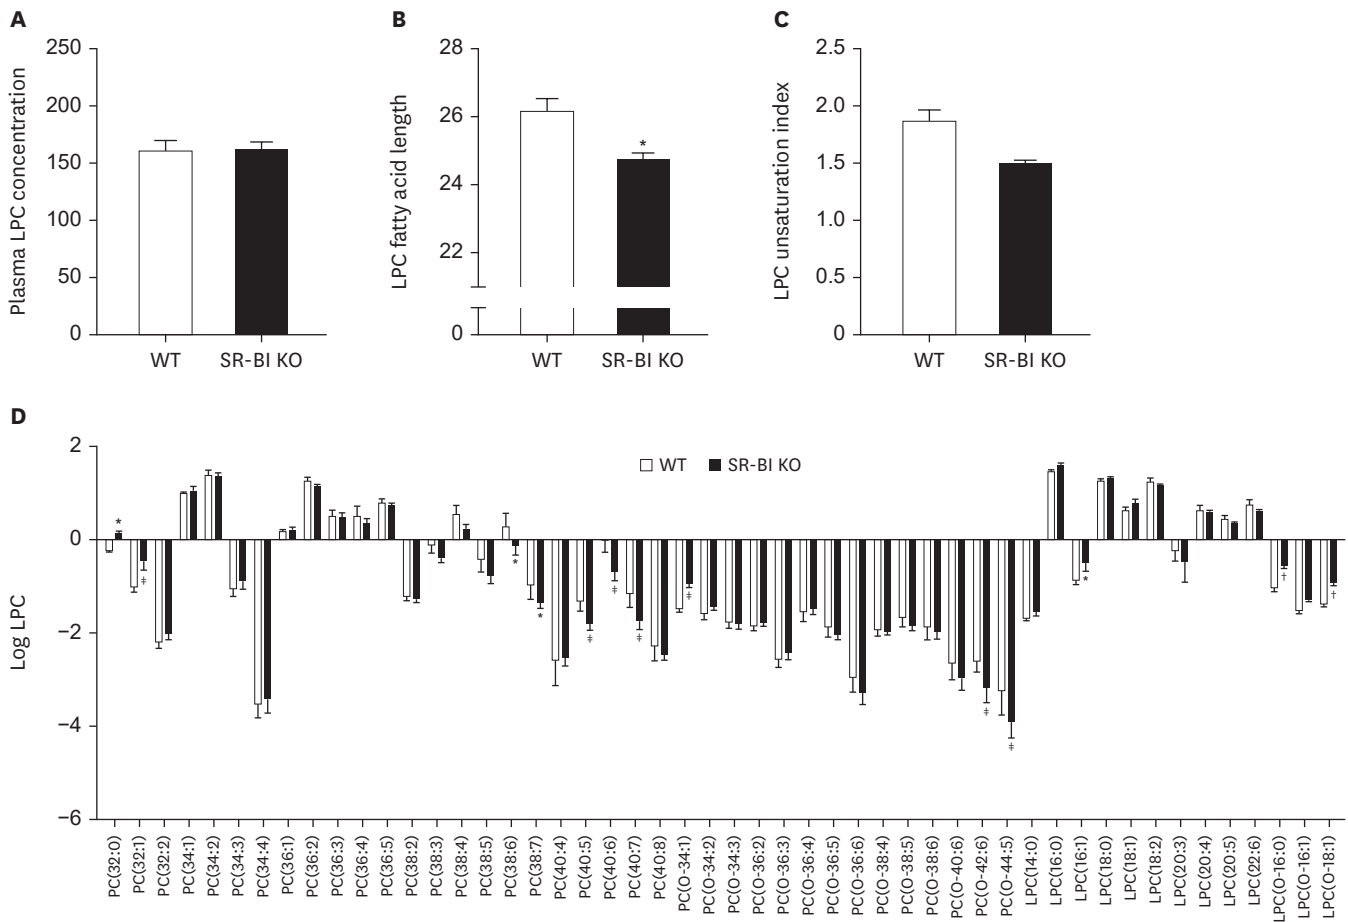 A
Plasma LPC concentration
250
200
150
100
50
0
WT
SR-BI KO
B
LPC fatty acid length
28
26
24
22
0
*
WT
SR-BI KO
C
LPC unsaturation index
2.5
2.0
1.5
1.0
0.5
0
WT
SR-BI KO
D
Log LPC
2
0
−2
−4
−6
WT
SR-BI KO
*
‡
*
*
‡
‡
‡
‡
‡
‡
*
†
†
PC(32:0)
PC(32:1)
PC(32:2)
PC(34:1)
PC(34:2)
PC(34:3)
PC(34:4)
PC(36:1)
PC(36:2)
PC(36:3)
PC(36:4)
PC(36:5)
PC(38:2)
PC(38:3)
PC(38:4)
PC(38:5)
PC(38:6)
PC(38:7)
PC(40:4)
PC(40:5)
PC(40:6)
PC(40:7)
PC(40:8)
PC(O-34:1)
PC(O-34:2)
PC(O-34:3)
PC(O-36:2)
PC(O-36:3)
PC(O-36:4)
PC(O-36:5)
PC(O-36:6)
PC(O-38:4)
PC(O-38:5)
PC(O-38:6)
PC(O-40:6)
PC(O-42:6)
PC(O-44:5)
LPC(14:0)
LPC(16:0)
LPC(16:1)
LPC(18:0)
LPC(18:1)
LPC(18:2)
LPC(20:3)
LPC(20:4)
LPC(20:5)
LPC(22:6)
LPC(O-16:0)
LPC(O-16:1)
LPC(O-18:1)